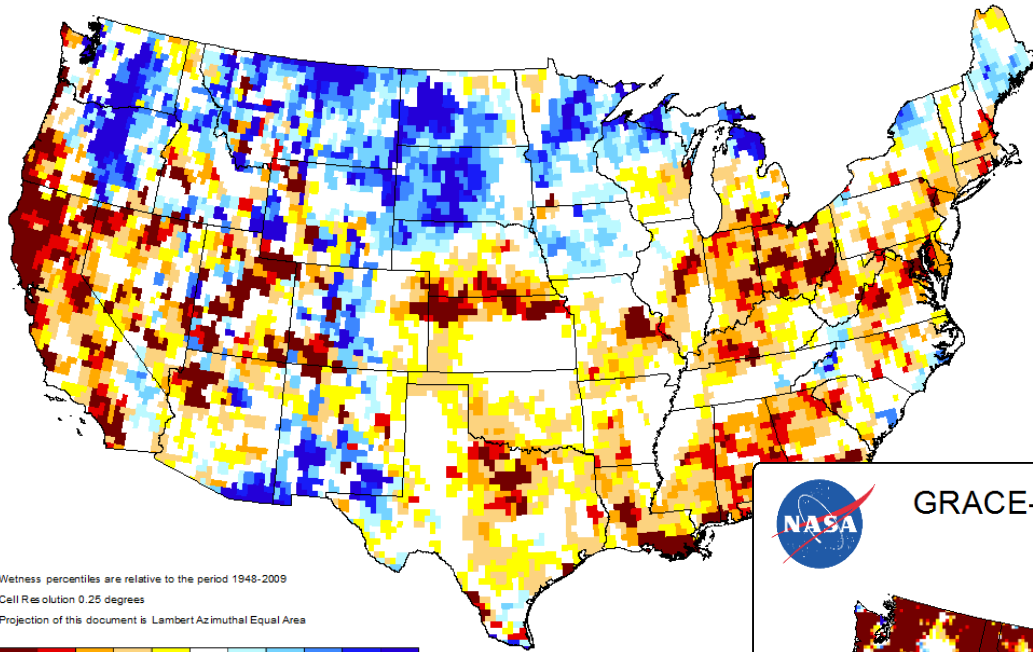 Wetness percentiles are relative to the period 1948-2009
Cell Resolution 0.25 degrees
Projection of this document is Lambert Azimuthal Equal Area
NASA
GRACE-